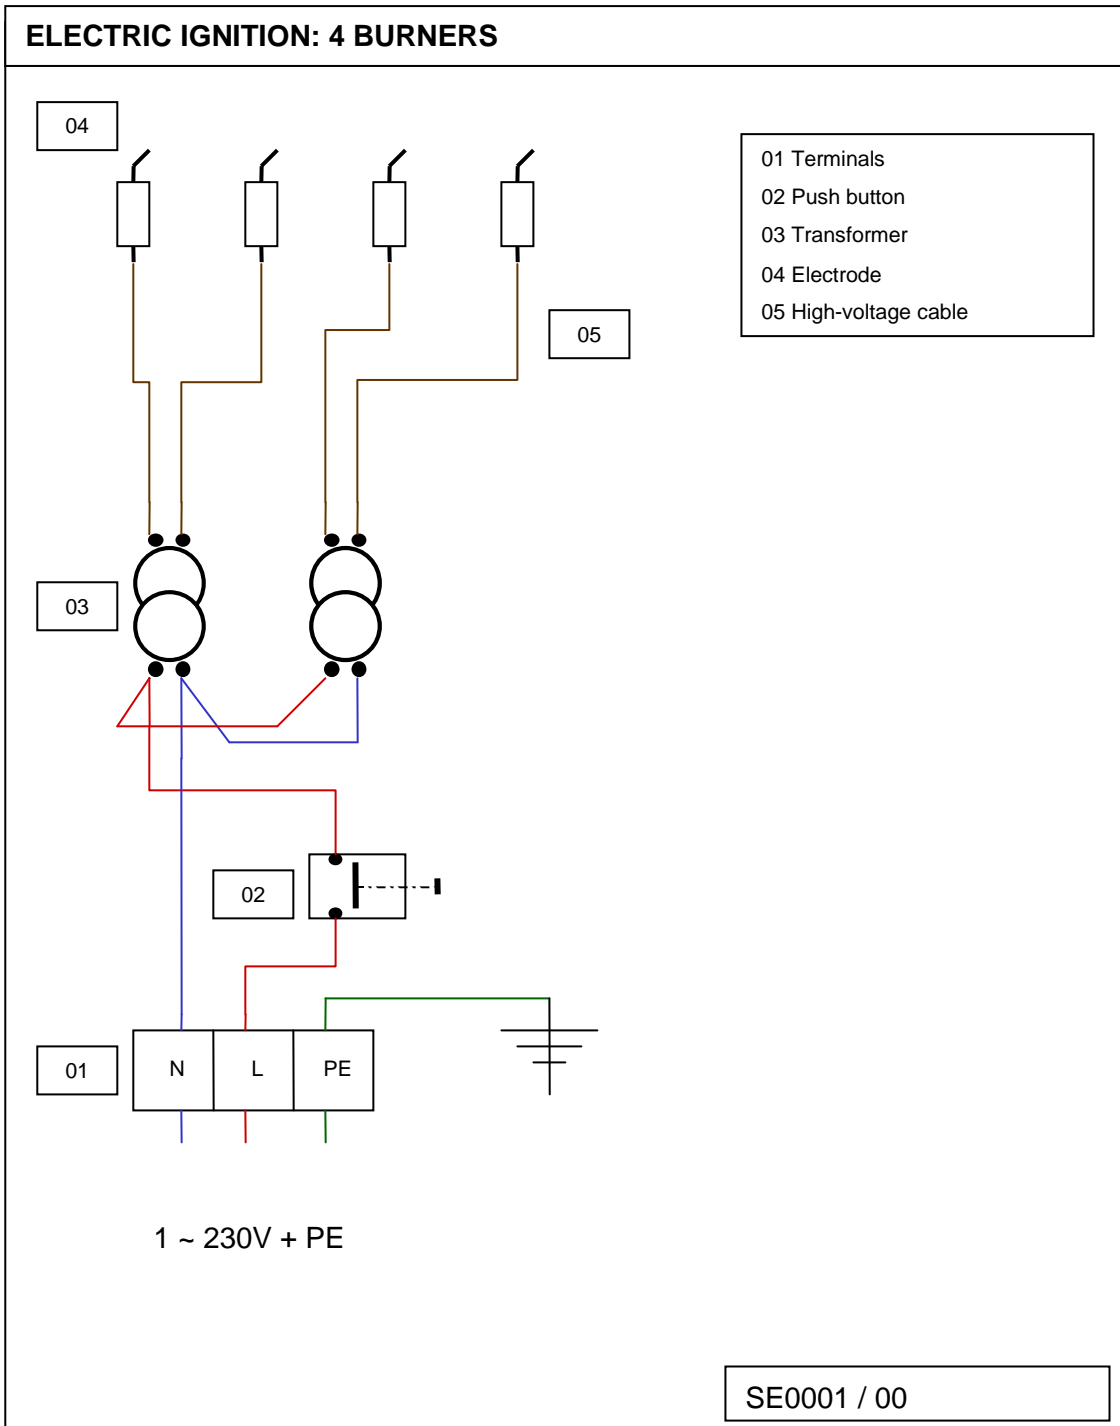 ELECTRIC IGNITION: 4 BURNERS
04
01 Terminals
02 Push button
03 Transformer
04 Electrode
05 High-voltage cable
05
03
02
01
N L PE
1 ~ 230V + PE
SE0001 / 00